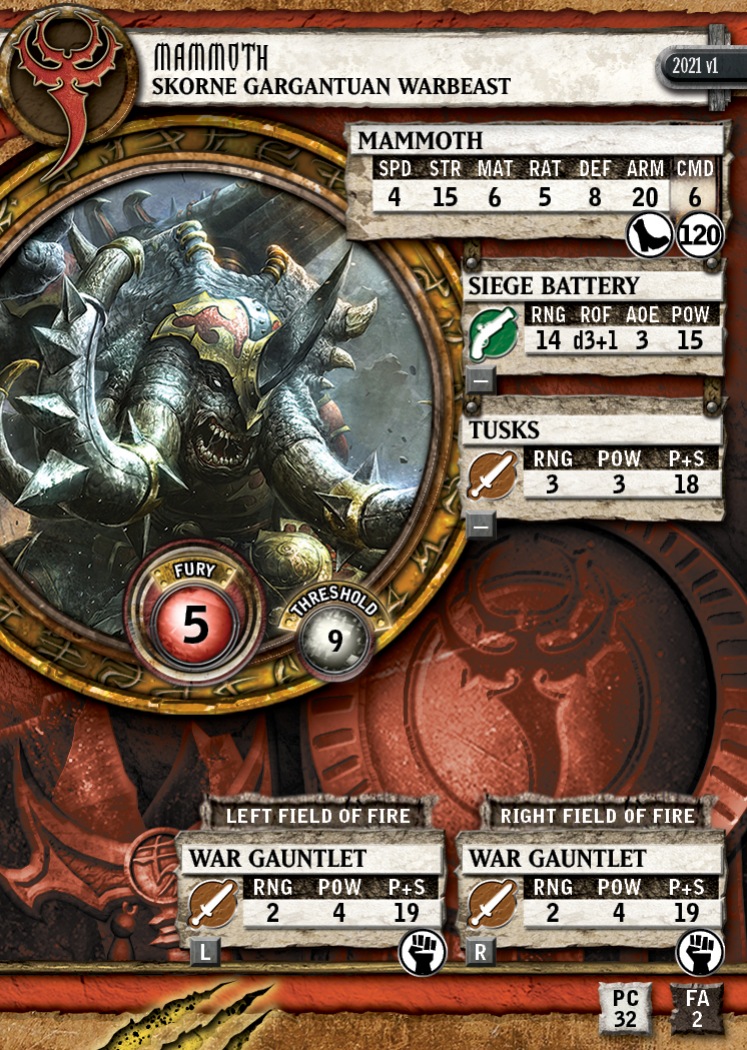 MAMMOTH
SKORNE GARGANTUAN WARBEAST
2021 v1
MAMMOTH
SPD STR MAT RAT DEF ARM CMD
4 15 6 5 8 20 6
120
SIEGE BATTERY
RNG ROF AOE POW
14 d3+1 3 15
–
TUSKS
RNG POW P+S
3 3 18
–
FURY
5
THRESHOLD
9
LEFT FIELD OF FIRE
WAR GAUNTLET
RNG POW P+S
2 4 19
L
RIGHT FIELD OF FIRE
WAR GAUNTLET
RNG POW P+S
2 4 19
R
PC
32
FA
2